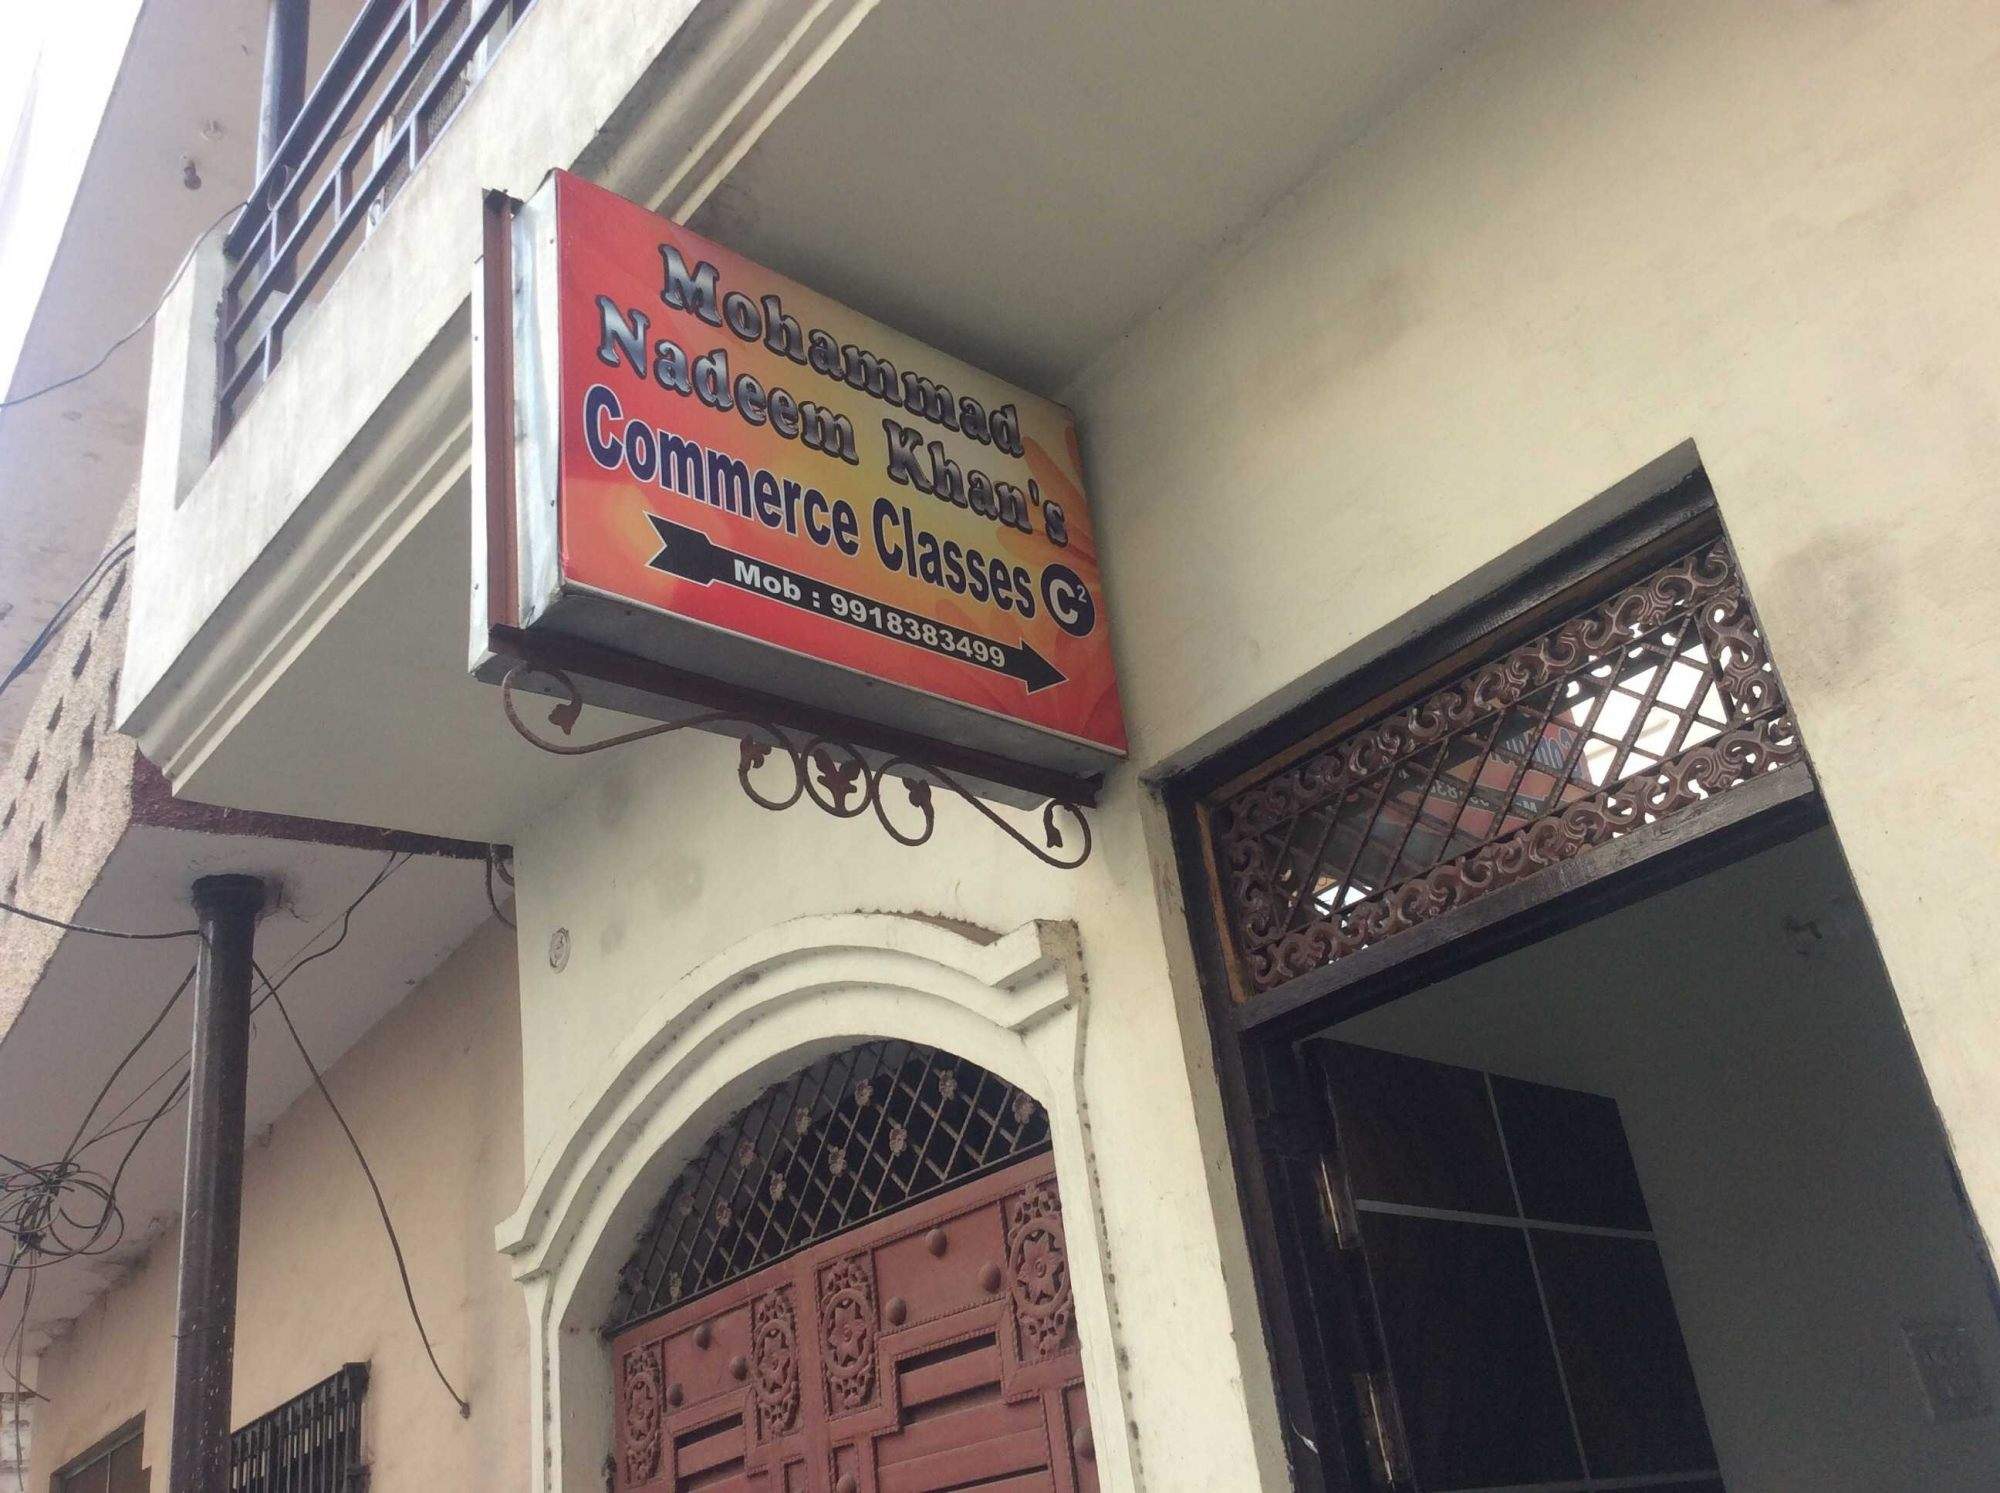 Mohammad
Nadeem Khan's
Commerce Classes C²
Mob : 9918383499